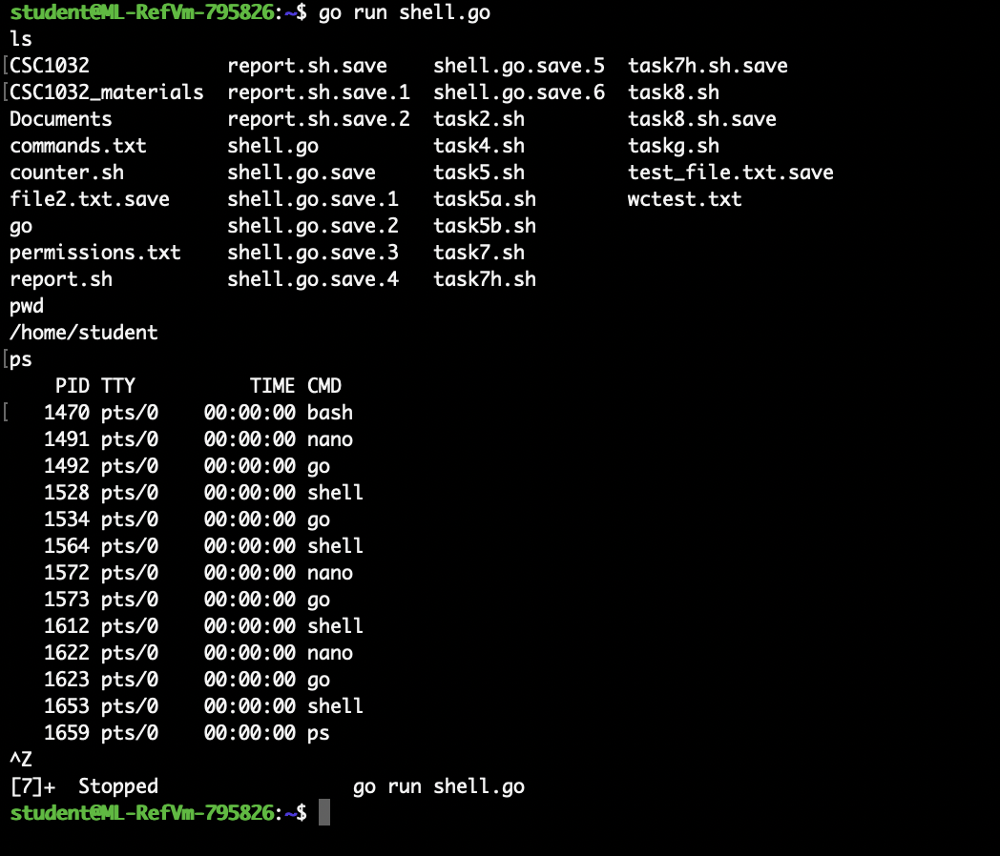 student@ML-RefVm-795826:~$ go run shell.go
ls
[CSC1032            report.sh.save    shell.go.save.5  task7h.sh.save
[CSC1032_materials  report.sh.save.1  shell.go.save.6  task8.sh
Documents          report.sh.save.2  task2.sh         task8.sh.save
commands.txt       shell.go          task4.sh         taskg.sh
counter.sh         shell.go.save     task5.sh         test_file.txt.save
file2.txt.save     shell.go.save.1   task5a.sh        wctest.txt
go                 shell.go.save.2   task5b.sh
permissions.txt    shell.go.save.3   task7.sh
report.sh          shell.go.save.4   task7h.sh
pwd
/home/student
[ps
    PID TTY          TIME CMD
[   1470 pts/0    00:00:00 bash
   1491 pts/0    00:00:00 nano
   1492 pts/0    00:00:00 go
   1528 pts/0    00:00:00 shell
   1534 pts/0    00:00:00 go
   1564 pts/0    00:00:00 shell
   1572 pts/0    00:00:00 nano
   1573 pts/0    00:00:00 go
   1612 pts/0    00:00:00 shell
   1622 pts/0    00:00:00 nano
   1623 pts/0    00:00:00 go
   1653 pts/0    00:00:00 shell
   1659 pts/0    00:00:00 ps
^Z
[7]+  Stopped                 go run shell.go
student@ML-RefVm-795826:~$